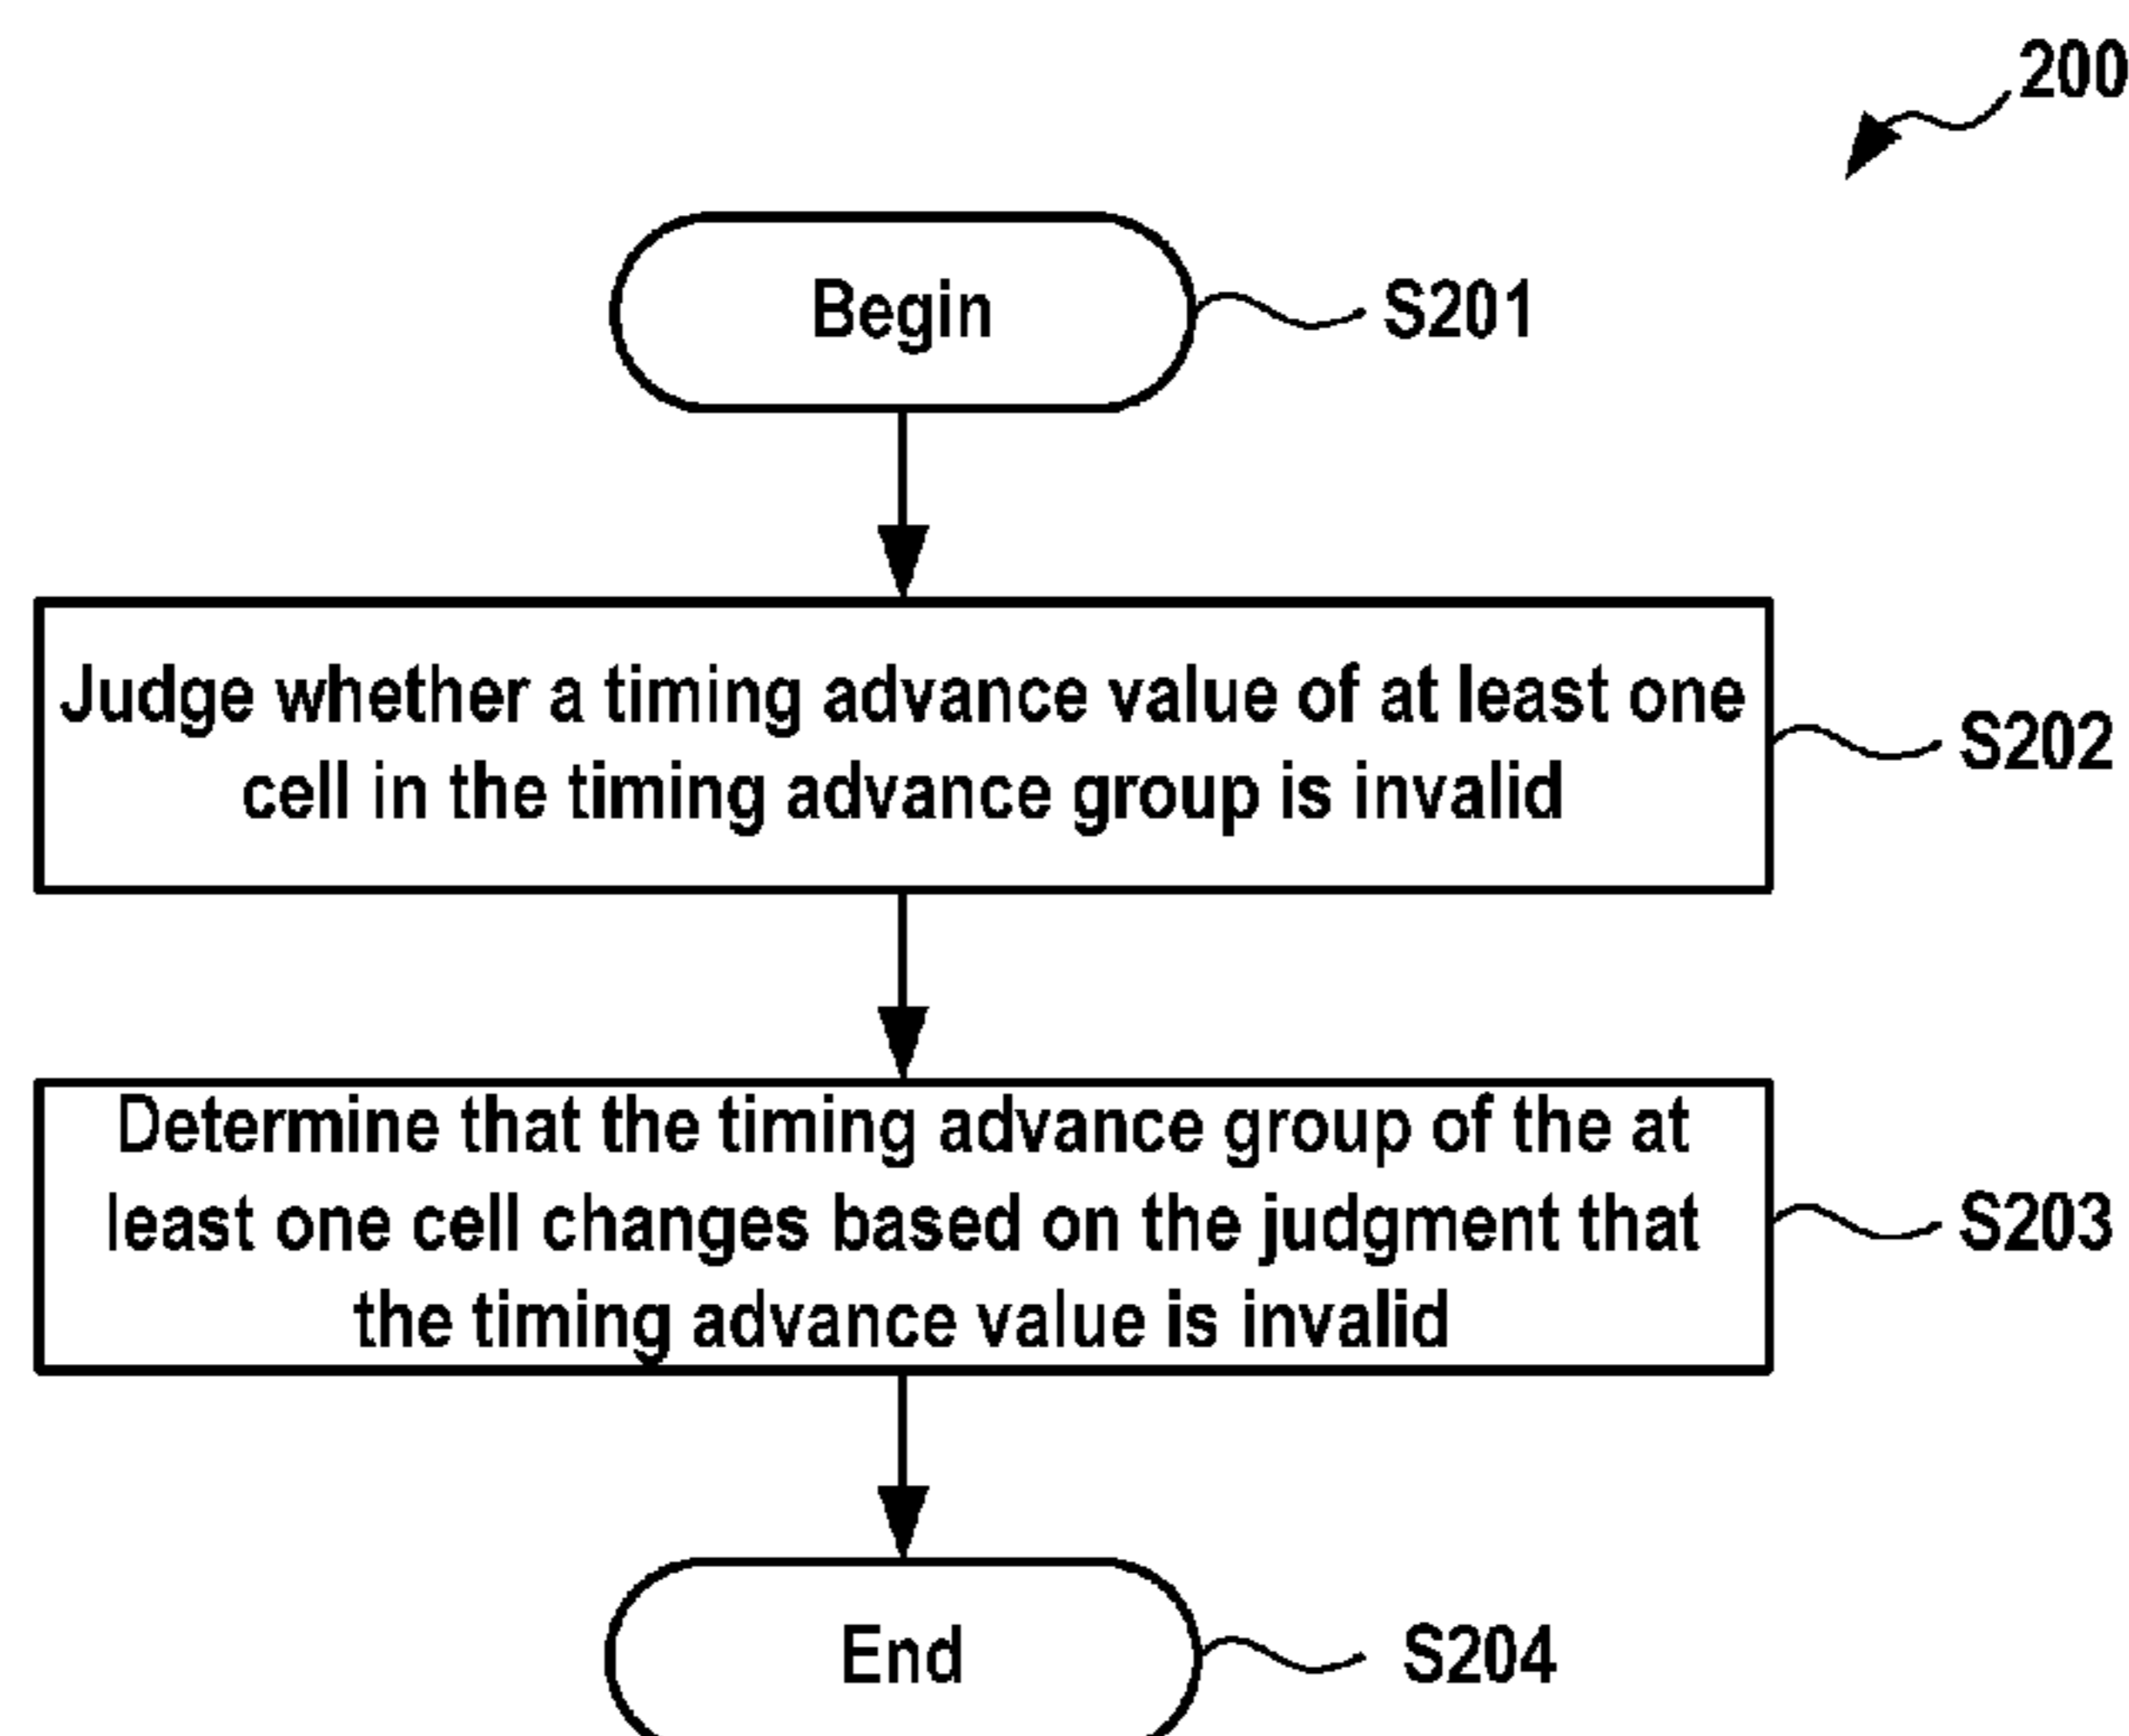 200
Begin
S201
Judge whether a timing advance value of at least one
cell in the timing advance group is invalid
S202
Determine that the timing advance group of the at
least one cell changes based on the judgment that
the timing advance value is invalid
S203
End
S204